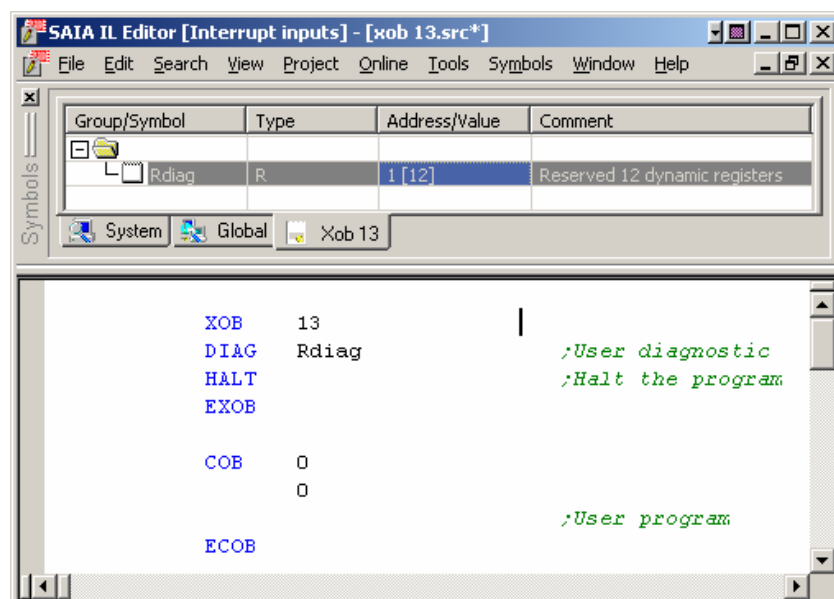 SAIA IL Editor [Interrupt inputs] - [xob 13.src*]
File Edit Search View Project Online Tools Symbols Window Help
Group/Symbol Type Address/Value Comment
Rdiag R 1 [12] Reserved 12 dynamic registers
Symbols
System Global Xob 13
XOB 13
DIAG Rdiag ;User diagnostic
HALT ;Halt the program
EXOB
COB 0
0
;User program
ECOB